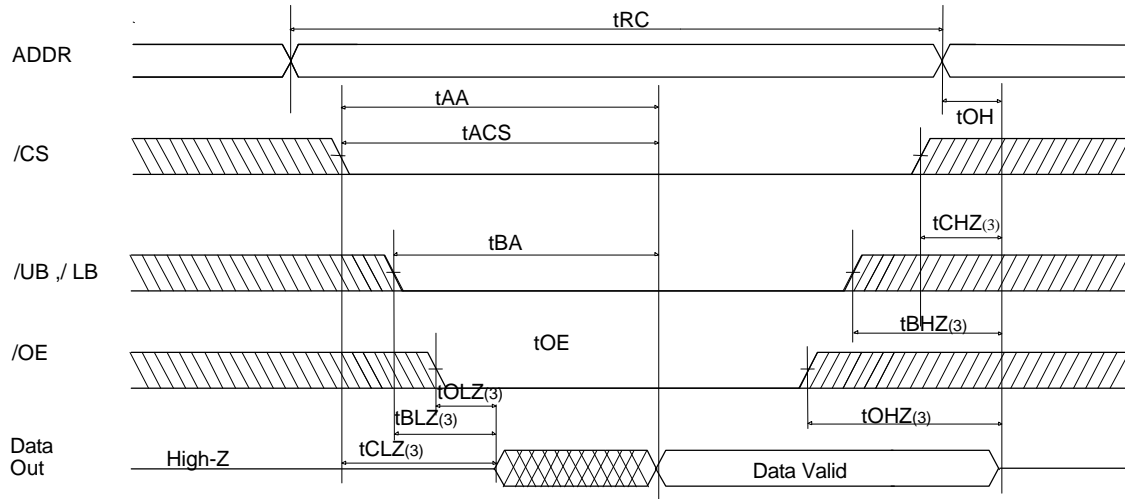 tRC
ADDR
tAA
tOH
tACS
/CS
tCHZ(3)
tBA
/UB ,/ LB
tBHZ(3)
tOE
/OE
tOLZ(3)
tBLZ(3)
tOHZ(3)
tCLZ(3)
Data
Out
High-Z
Data Valid